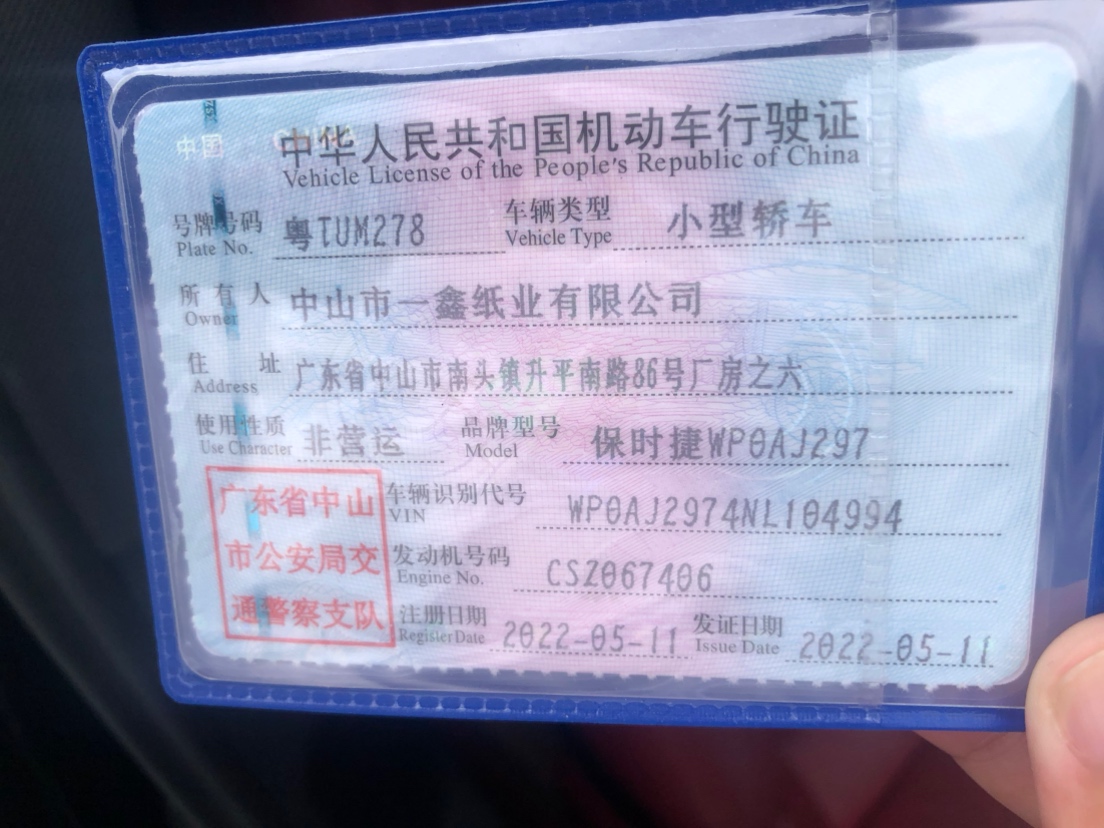 中国 CHINA
中华人民共和国机动车行驶证
Vehicle License of the People's Republic of China
号牌号码 粤TUM278 车辆类型 小型轿车
Plate No. Vehicle Type
所有人 中山市一鑫纸业有限公司
Owner
住址 广东省中山市南头镇升平南路86号厂房之六
Address
使用性质 非营运 品牌型号 保时捷WP0AJ297
Use Character Model
广东省中山
市公安局交
通警察支队
车辆识别代号 WP0AJ2974NL104994
VIN
发动机号码 CSZ067406
Engine No.
注册日期 2022-05-11 发证日期 2022-05-11
Register Date Issue Date